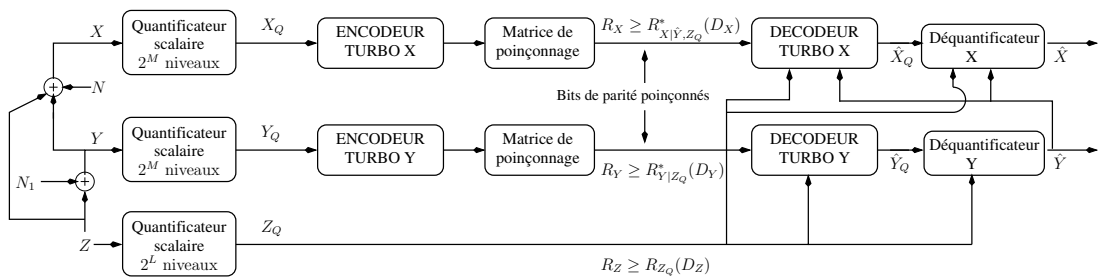 X
Quantificateur
scalaire
2^M niveaux
X_Q
ENCODEUR
TURBO X
Matrice de
poinçonnage
R_X ≥ R^*_{X|Ŷ,Z_Q}(D_X)
DECODEUR
TURBO X
X̂_Q
Déquantificateur
X
X̂
+
N
Bits de parité poinçonnés
Y
Quantificateur
scalaire
2^M niveaux
Y_Q
ENCODEUR
TURBO Y
Matrice de
poinçonnage
R_Y ≥ R^*_{Y|Z_Q}(D_Y)
DECODEUR
TURBO Y
Ŷ_Q
Déquantificateur
Y
Ŷ
N_1
+
Z
Quantificateur
scalaire
2^L niveaux
Z_Q
R_Z ≥ R_{Z_Q}(D_Z)